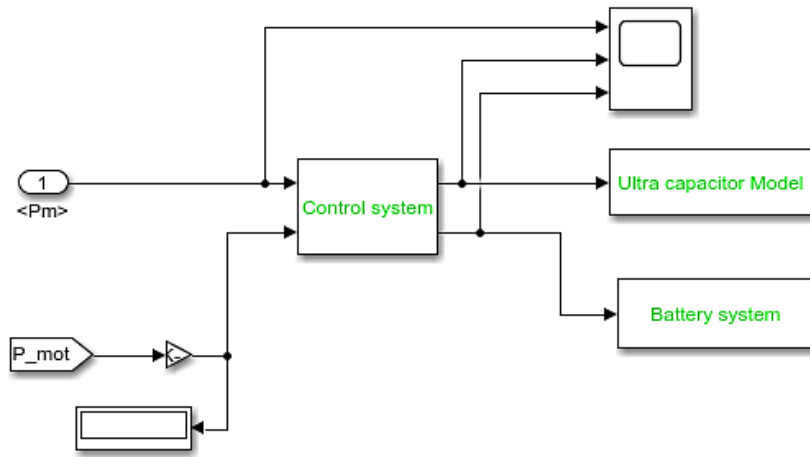 1
<Pm>
Control system
Ultra capacitor Model
Battery system
P_mot